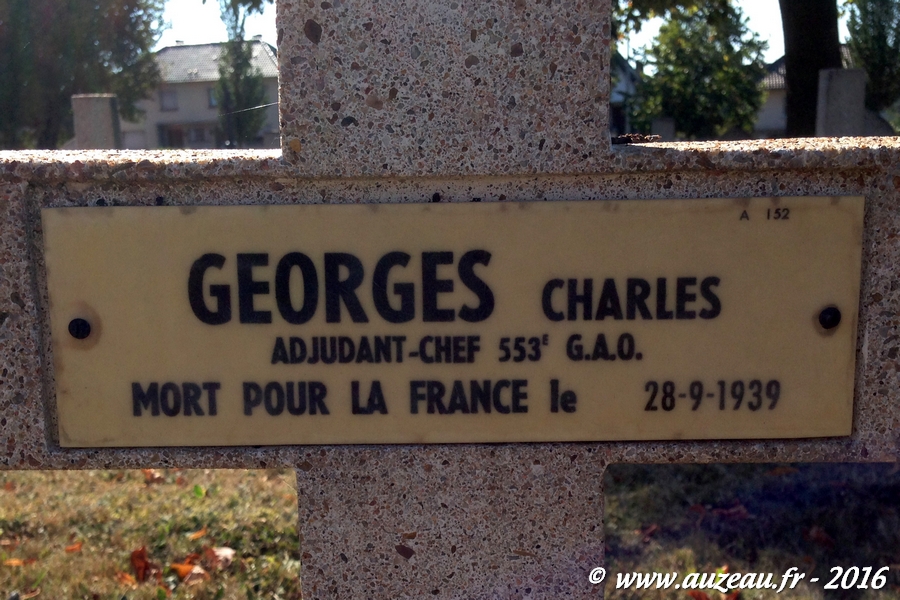 A 152
GEORGES CHARLES
ADJUDANT-CHEF 553E G.A.O.
MORT POUR LA FRANCE le 28-9-1939
© www.auzeau.fr - 2016